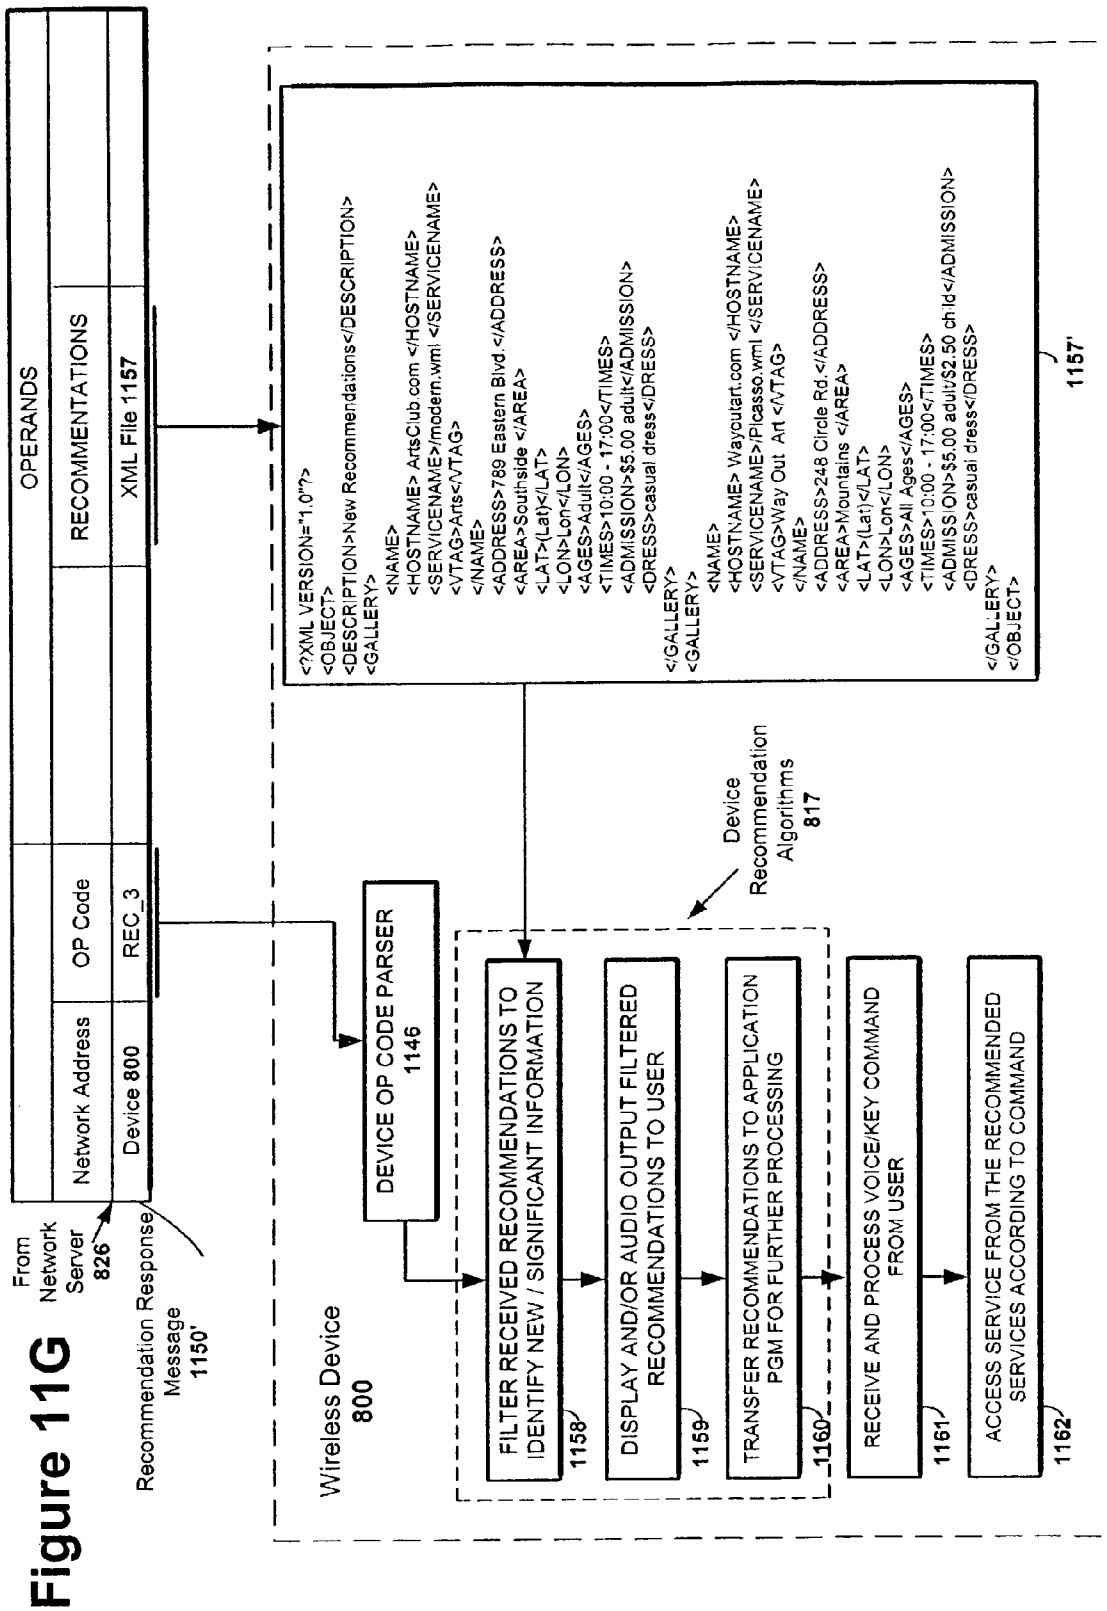 Figure 11G
From
Network
Server
826
Recommendation Response
Message
1150'
OPERANDS
Network Address
OP Code
RECOMMENTATIONS
Device 800
REC_3
XML File 1157
Wireless Device
800
DEVICE OP CODE PARSER
1146
FILTER RECEIVED RECOMMENDATIONS TO
IDENTIFY NEW / SIGNIFICANT INFORMATION
1158
DISPLAY AND/OR AUDIO OUTPUT FILTERED
RECOMMENDATIONS TO USER
1159
TRANSFER RECOMMENDATIONS TO APPLICATION
PGM FOR FURTHER PROCESSING
1160
RECEIVE AND PROCESS VOICE/KEY COMMAND
FROM USER
1161
ACCESS SERVICE FROM THE RECOMMENDED
SERVICES ACCORDING TO COMMAND
1162
Device
Recommendation
Algorithms
817
<?XML VERSION="1.0"?>
<OBJECT>
<DESCRIPTION>New Recommendations</DESCRIPTION>
<GALLERY>
<NAME>
<HOSTNAME> ArtsClub.com </HOSTNAME>
<SERVICENAME>/modern.wml </SERVICENAME>
<VTAG>Arts</VTAG>
</NAME>
<ADDRESS>789 Eastern Blvd.</ADDRESS>
<AREA>Southside </AREA>
<LAT>(Lat)</LAT>
<LON>Lon</LON>
<AGES>Adult</AGES>
<TIMES>10:00 - 17:00</TIMES>
<ADMISSION>$5.00 adult</ADMISSION>
<DRESS>casual dress</DRESS>
</GALLERY>
<GALLERY>
<NAME>
<HOSTNAME> Wayoutart.com </HOSTNAME>
<SERVICENAME>/Picasso.wml </SERVICENAME>
<VTAG>Way Out Art </VTAG>
</NAME>
<ADDRESS>248 Circle Rd.</ADDRESS>
<AREA>Mountains </AREA>
<LAT>(Lat)</LAT>
<LON>Lon</LON>
<AGES>All Ages</AGES>
<TIMES>10:00 - 17:00</TIMES>
<ADMISSION>$5.00 adult/$2.50 child</ADMISSION>
<DRESS>casual dress</DRESS>
</GALLERY>
</OBJECT>
1157'